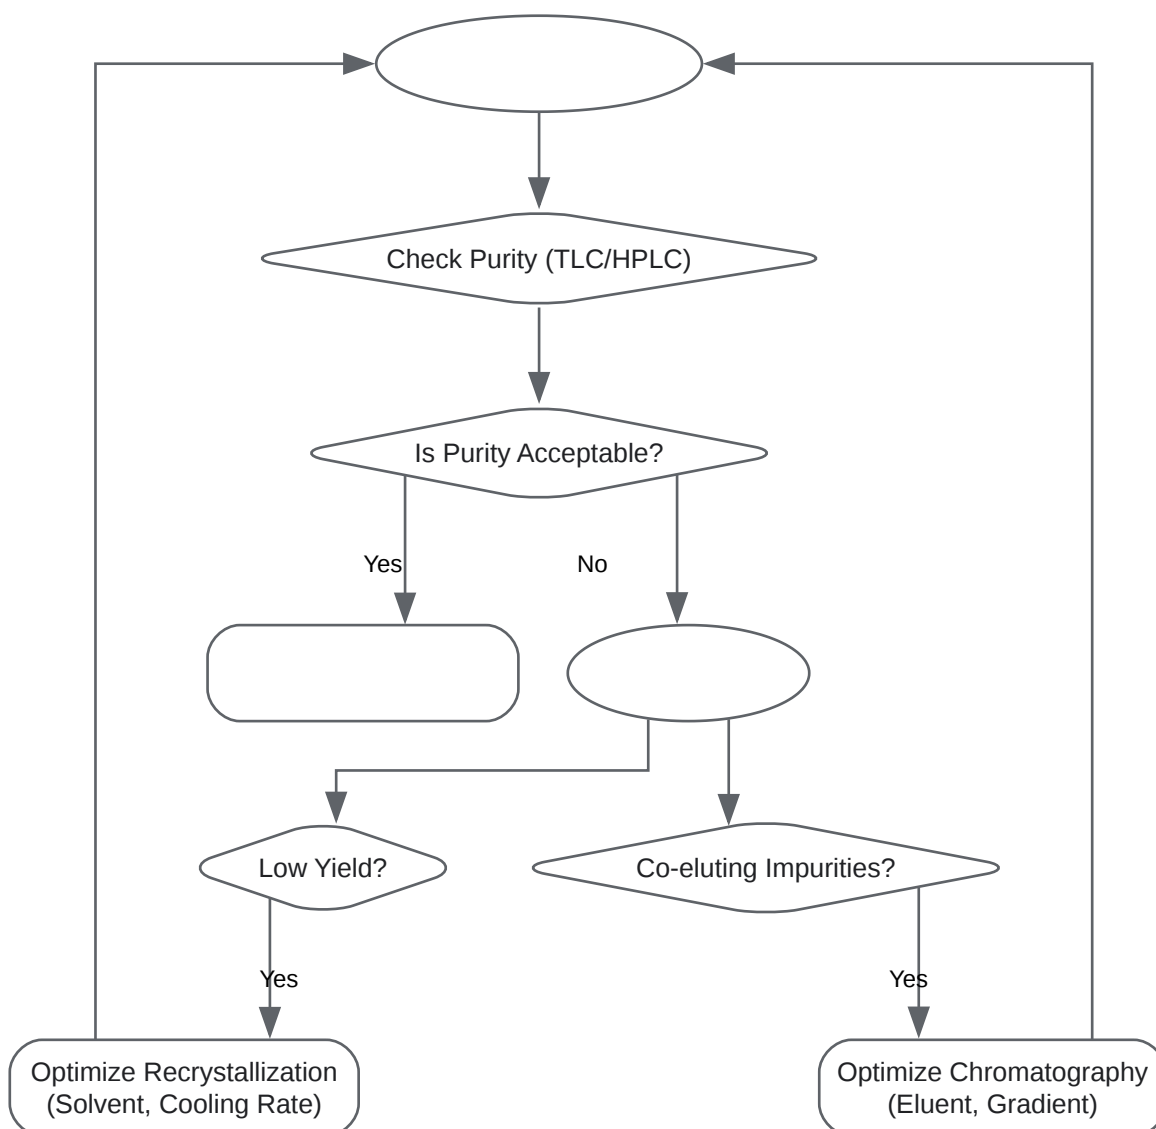 Check Purity (TLC/HPLC)
Is Purity Acceptable?
Yes
No
Low Yield?
Co-eluting Impurities?
Yes
Yes
Optimize Recrystallization
(Solvent, Cooling Rate)
Optimize Chromatography
(Eluent, Gradient)